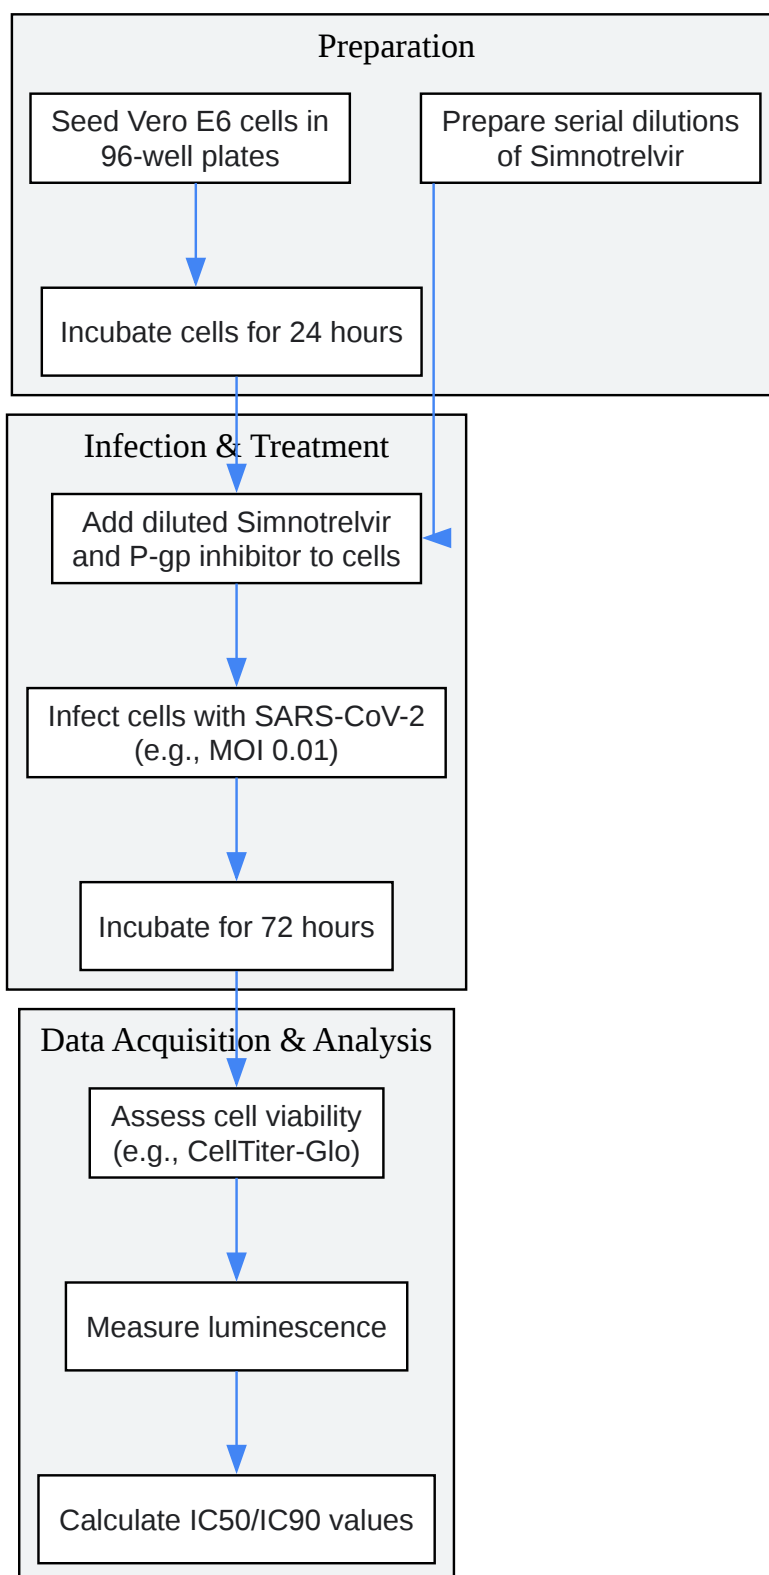 Preparation
Seed Vero E6 cells in
96-well plates
Prepare serial dilutions
of Simnotrelvir
Incubate cells for 24 hours
Infection & Treatment
Add diluted Simnotrelvir
and P-gp inhibitor to cells
Infect cells with SARS-CoV-2
(e.g., MOI 0.01)
Incubate for 72 hours
Data Acquisition & Analysis
Assess cell viability
(e.g., CellTiter-Glo)
Measure luminescence
Calculate IC50/IC90 values